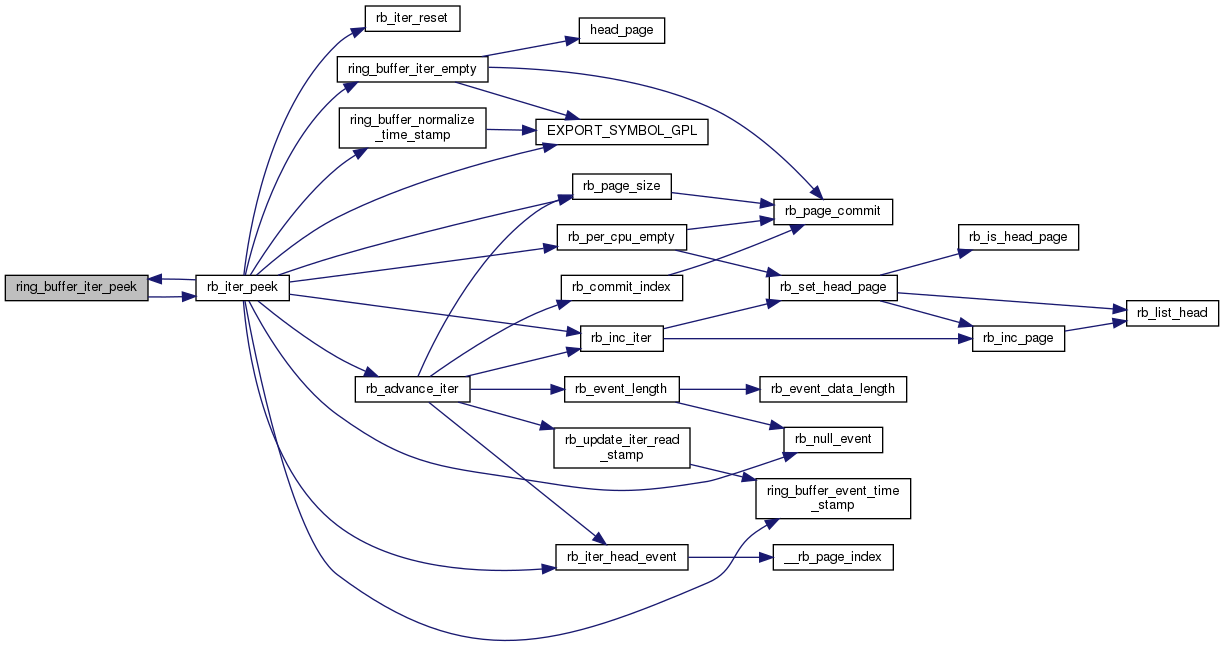 rb_iter_reset
head_page
ring_buffer_iter_empty
ring_buffer_normalize
_time_stamp
EXPORT_SYMBOL_GPL
rb_page_size
rb_page_commit
rb_per_cpu_empty
rb_is_head_page
ring_buffer_iter_peek
rb_iter_peek
rb_commit_index
rb_set_head_page
rb_list_head
rb_inc_iter
rb_inc_page
rb_advance_iter
rb_event_length
rb_event_data_length
rb_update_iter_read
_stamp
rb_null_event
ring_buffer_event_time
_stamp
rb_iter_head_event
__rb_page_index